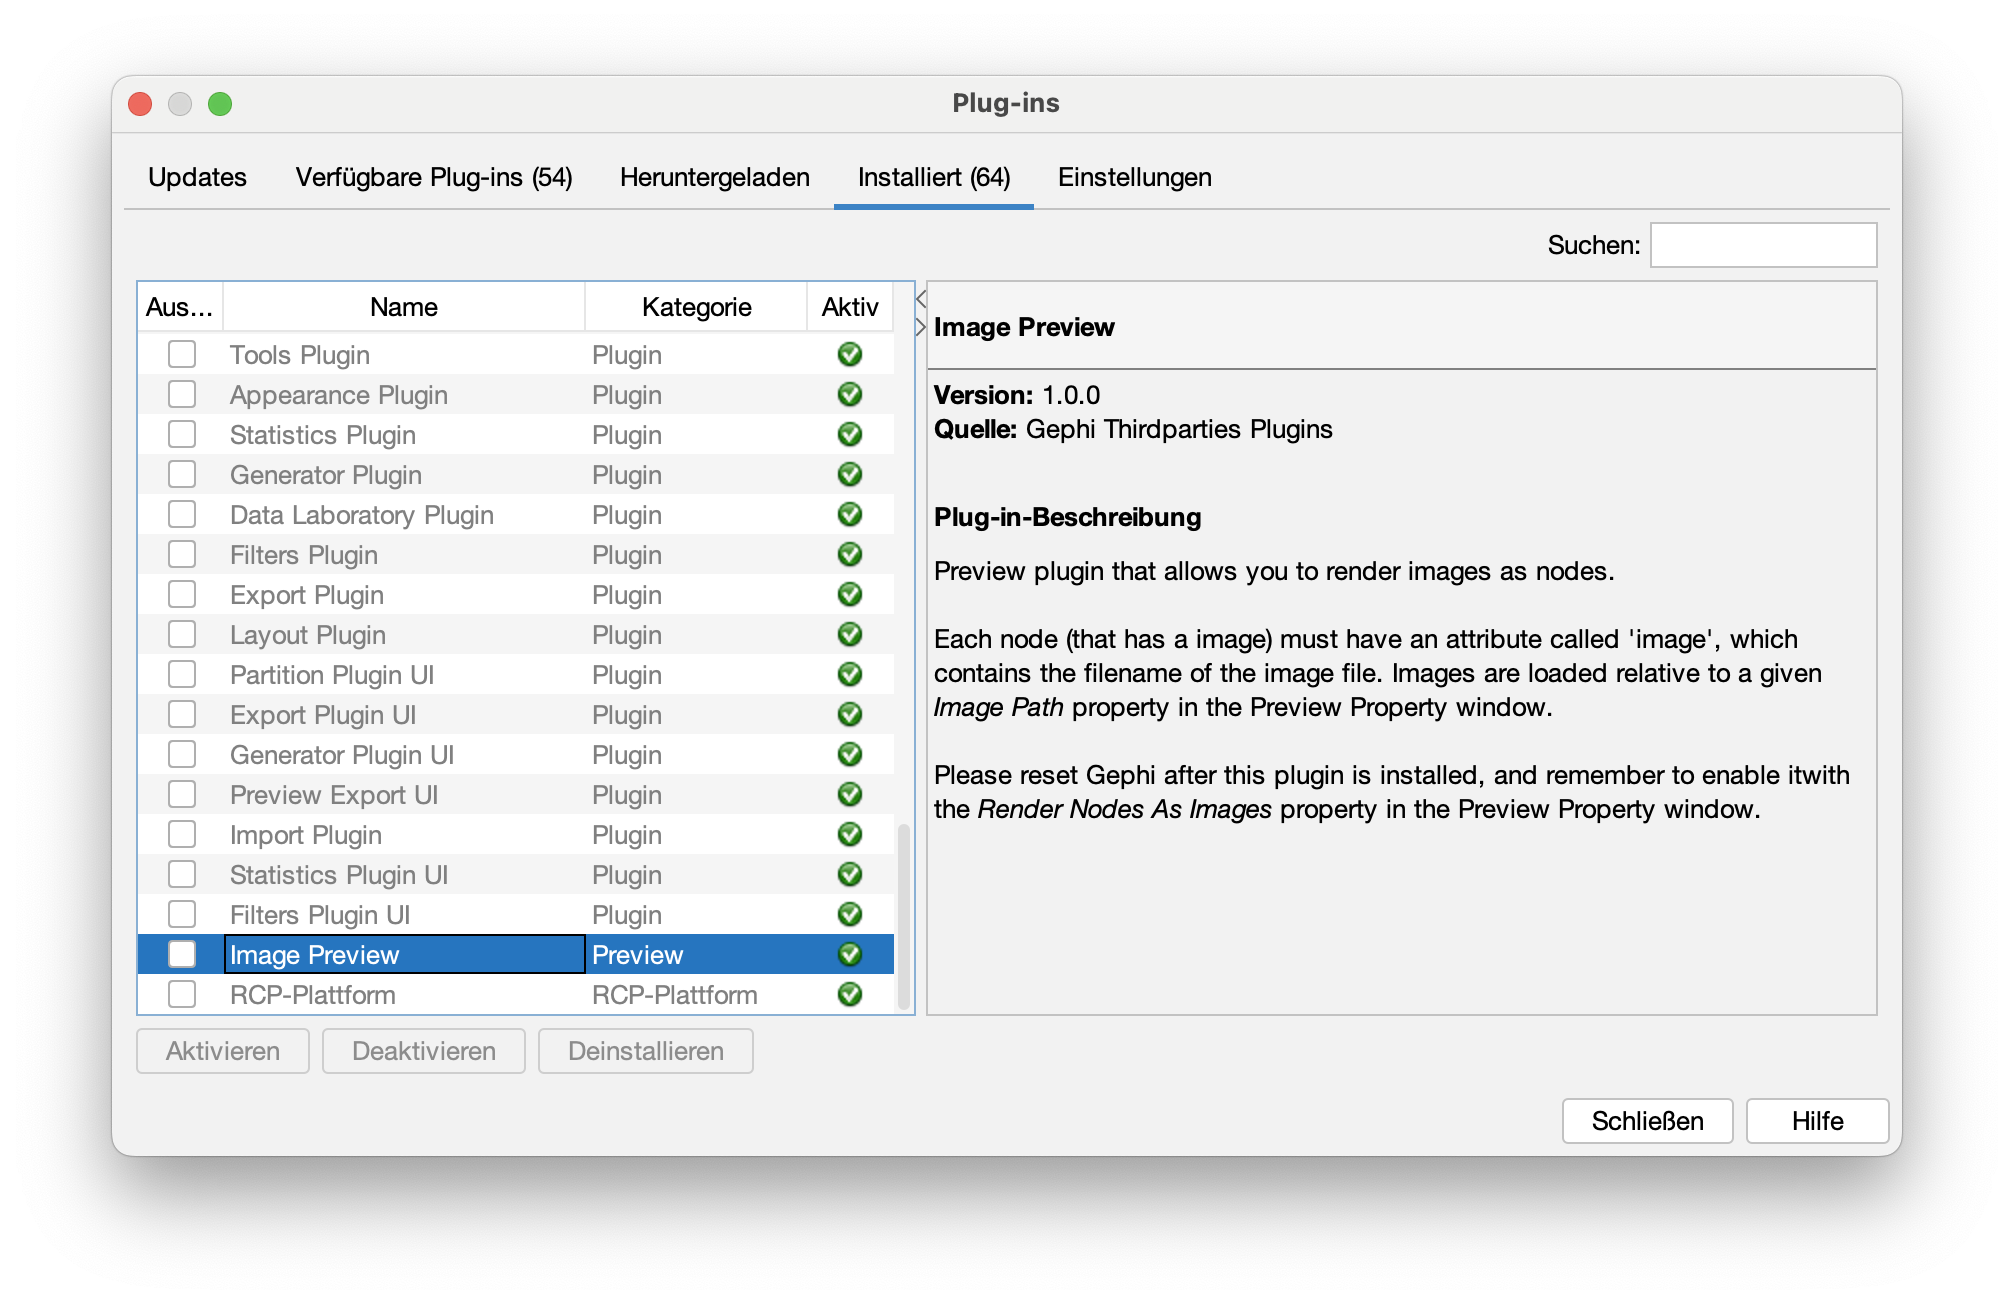 Plug-ins
Updates Verfügbare Plug-ins (54) Heruntergeladen Installiert (64) Einstellungen
Suchen:
Aus... Name Kategorie Aktiv
Tools Plugin Plugin
Appearance Plugin Plugin
Statistics Plugin Plugin
Generator Plugin Plugin
Data Laboratory Plugin Plugin
Filters Plugin Plugin
Export Plugin Plugin
Layout Plugin Plugin
Partition Plugin UI Plugin
Export Plugin UI Plugin
Generator Plugin UI Plugin
Preview Export UI Plugin
Import Plugin Plugin
Statistics Plugin UI Plugin
Filters Plugin UI Plugin
Image Preview Preview
RCP-Plattform RCP-Plattform
Image Preview
Version: 1.0.0
Quelle: Gephi Thirdparties Plugins
Plug-in-Beschreibung
Preview plugin that allows you to render images as nodes.
Each node (that has a image) must have an attribute called 'image', which
contains the filename of the image file. Images are loaded relative to a given
Image Path property in the Preview Property window.
Please reset Gephi after this plugin is installed, and remember to enable itwith
the Render Nodes As Images property in the Preview Property window.
Aktivieren Deaktivieren Deinstallieren
Schließen Hilfe